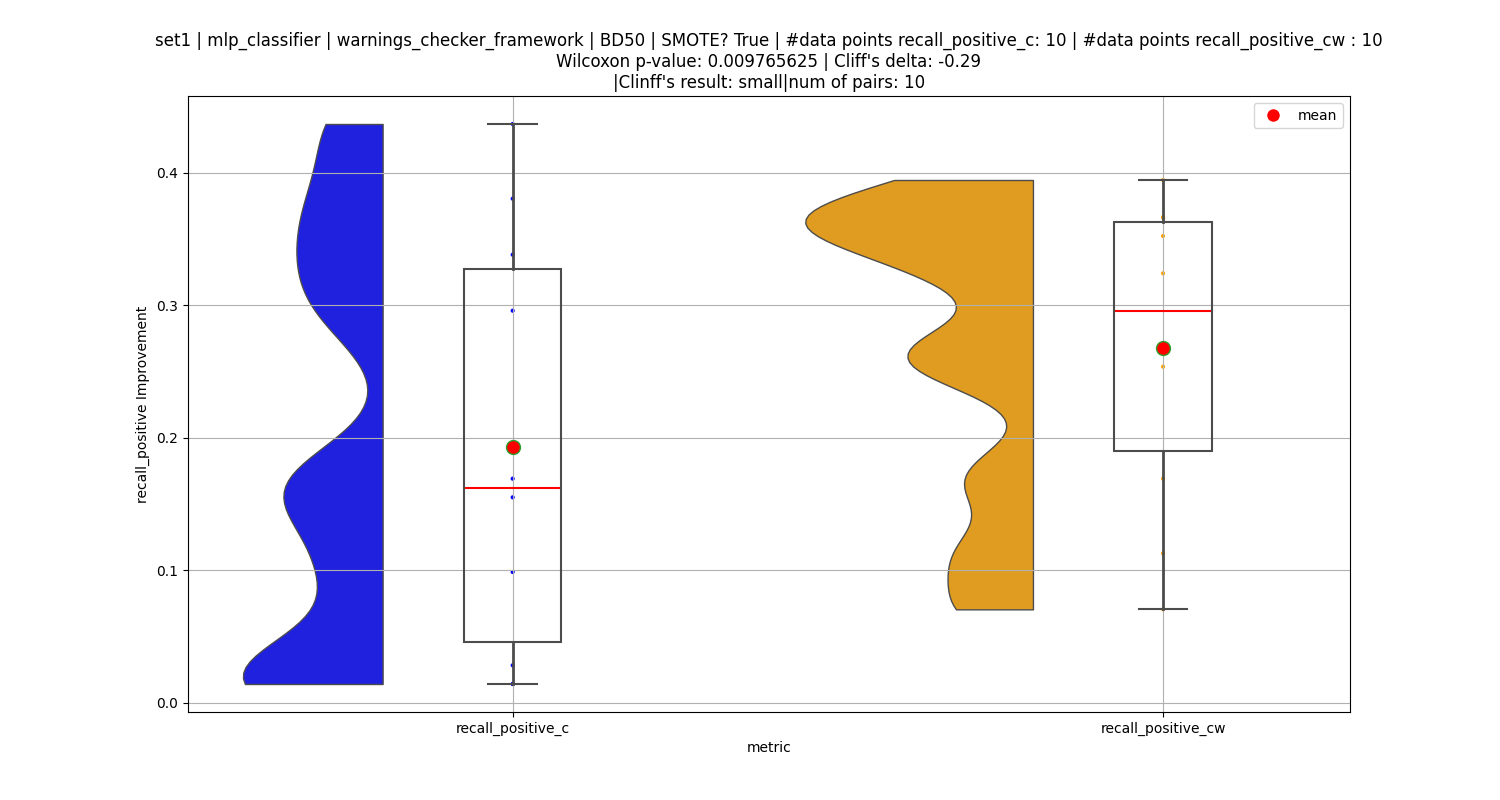 set1 | mlp_classifier | warnings_checker_framework | BD50 | SMOTE? True | #data points recall_positive_c: 10 | #data points recall_positive_cw : 10
Wilcoxon p-value: 0.009765625 | Cliff's delta: -0.29
|Clinff's result: small|num of pairs: 10
mean
0.4
0.3
0.2
0.1
0.0
recall_positive Improvement
recall_positive_c
recall_positive_cw
metric